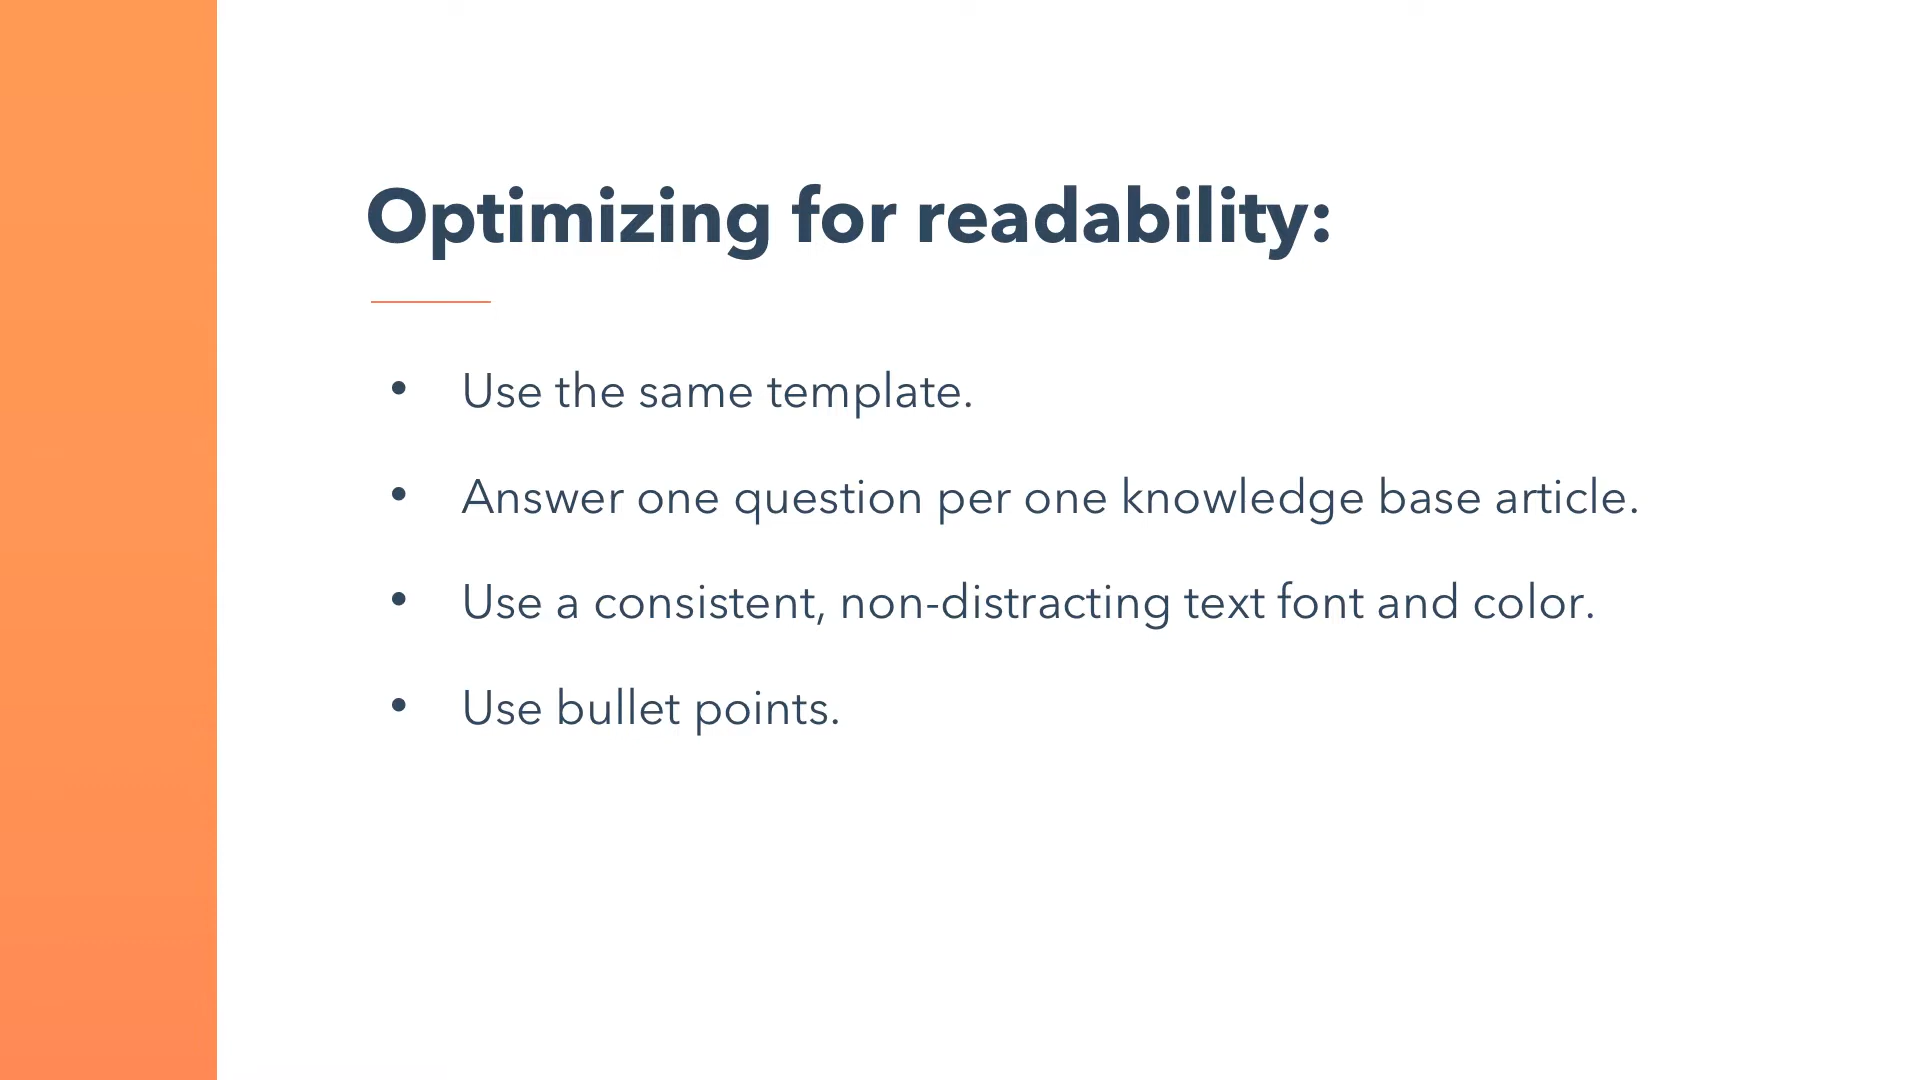 Optimizing for readability:
• Use the same template.
• Answer one question per one knowledge base article.
• Use a consistent, non-distracting text font and color.
• Use bullet points.